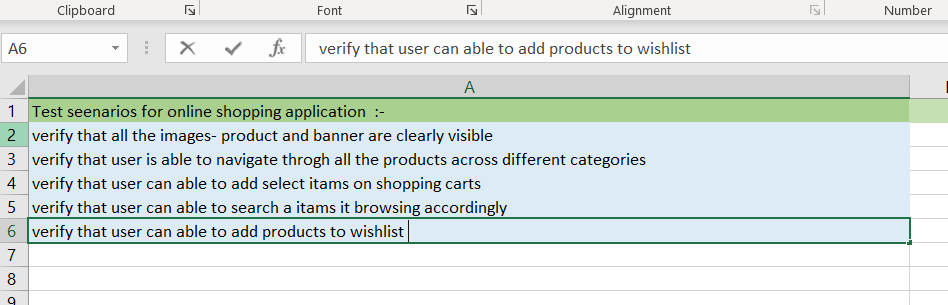 Clipboard Font Alignment Number
A6 fx verify that user can able to add products to wishlist
A
1 Test seenarios for online shopping application :-
2 verify that all the images- product and banner are clearly visible
3 verify that user is able to navigate throgh all the products across different categories
4 verify that user can able to add select itams on shopping carts
5 verify that user can able to search a itams it browsing accordingly
6 verify that user can able to add products to wishlist
7
8
9